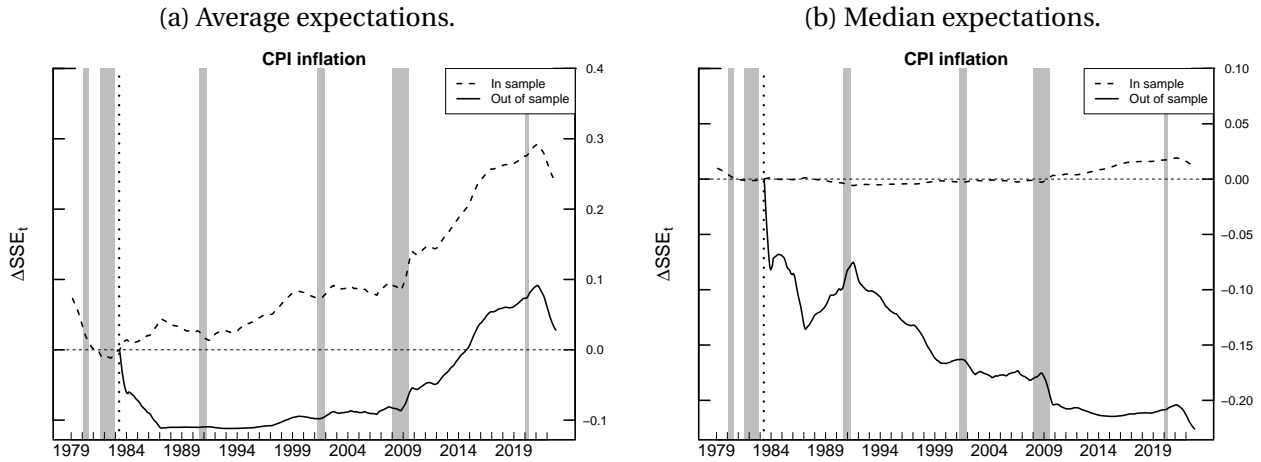 (a) Average expectations.
CPI inflation
In sample
Out of sample
ΔSSEt
0.4
0.3
0.2
0.1
0.0
−0.1
1979 1984 1989 1994 1999 2004 2009 2014 2019
(b) Median expectations.
CPI inflation
In sample
Out of sample
ΔSSEt
0.10
0.05
0.00
−0.05
−0.10
−0.15
−0.20
1979 1984 1989 1994 1999 2004 2009 2014 2019